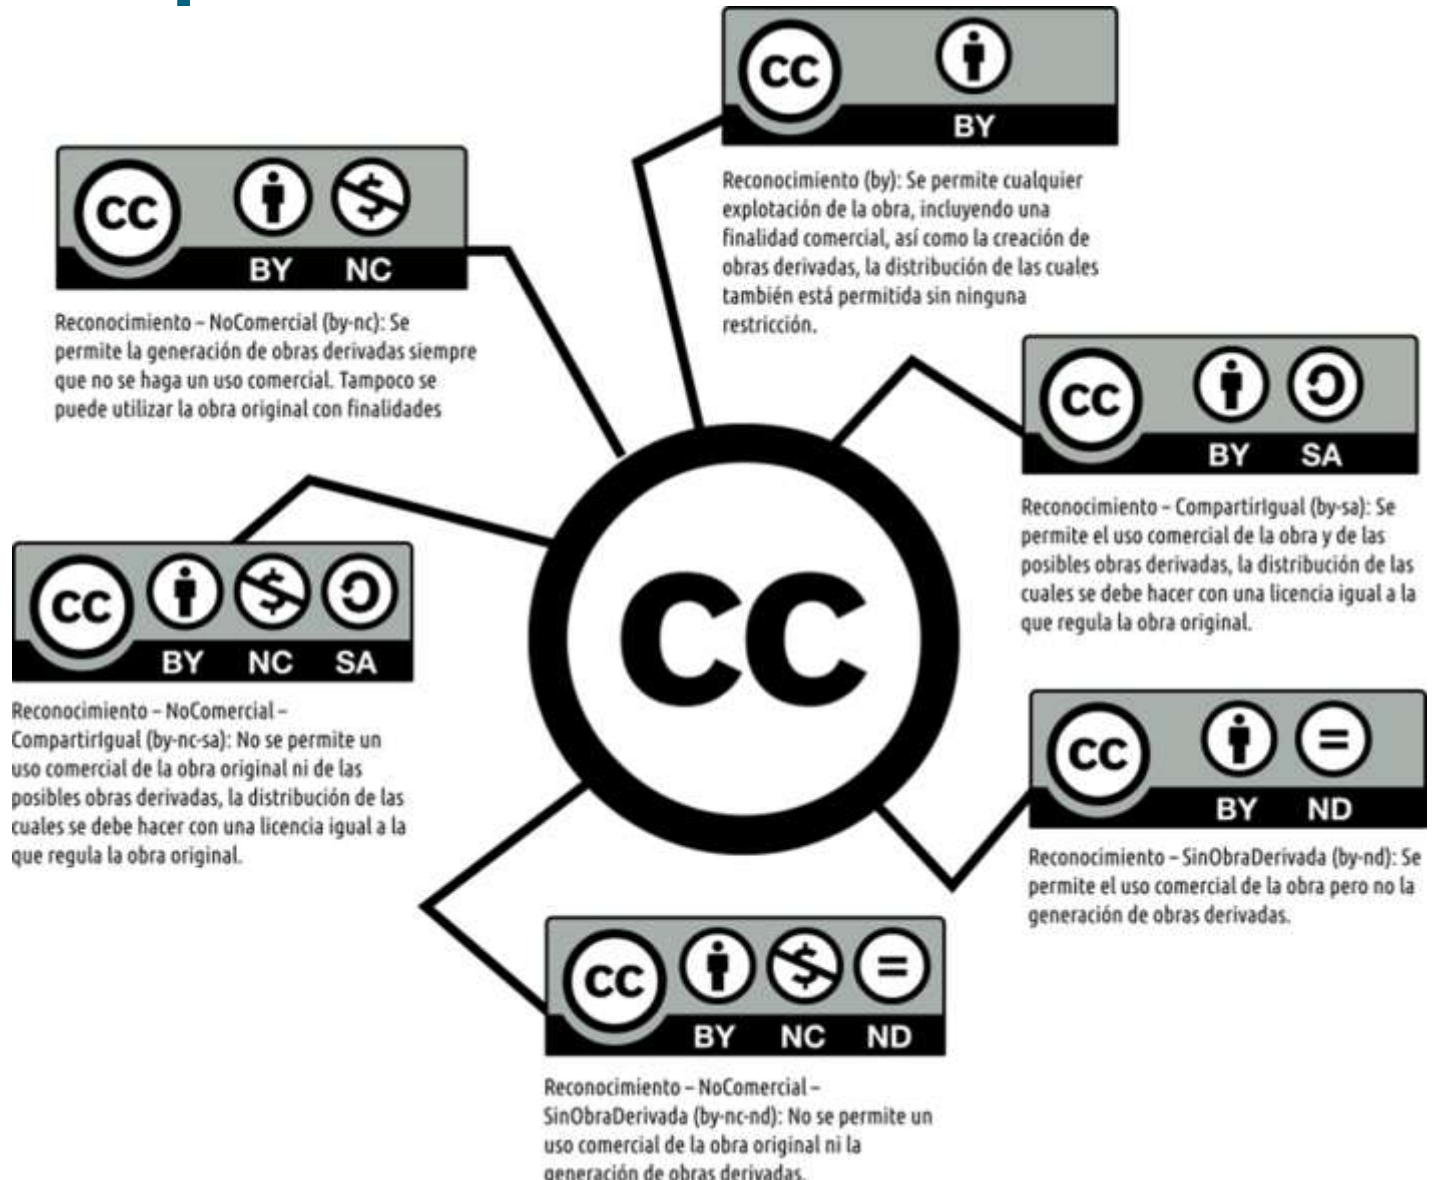 cc
BY
Reconocimiento (by): Se permite cualquier
explotación de la obra, incluyendo una
finalidad comercial, así como la creación de
obras derivadas, la distribución de las cuales
también está permitida sin ninguna
restricción.
cc
BY NC
Reconocimiento – NoComercial (by-nc): Se
permite la generación de obras derivadas siempre
que no se haga un uso comercial. Tampoco se
puede utilizar la obra original con finalidades
cc
BY SA
Reconocimiento – CompartirIgual (by-sa): Se
permite el uso comercial de la obra y de las
posibles obras derivadas, la distribución de las
cuales se debe hacer con una licencia igual a la
que regula la obra original.
cc
BY NC SA
Reconocimiento – NoComercial –
CompartirIgual (by-nc-sa): No se permite un
uso comercial de la obra original ni de las
posibles obras derivadas, la distribución de las
cuales se debe hacer con una licencia igual a la
que regula la obra original.
cc
cc
BY ND
Reconocimiento – SinObraDerivada (by-nd): Se
permite el uso comercial de la obra pero no la
generación de obras derivadas.
cc
BY NC ND
Reconocimiento – NoComercial –
SinObraDerivada (by-nc-nd): No se permite un
uso comercial de la obra original ni la
generación de obras derivadas.